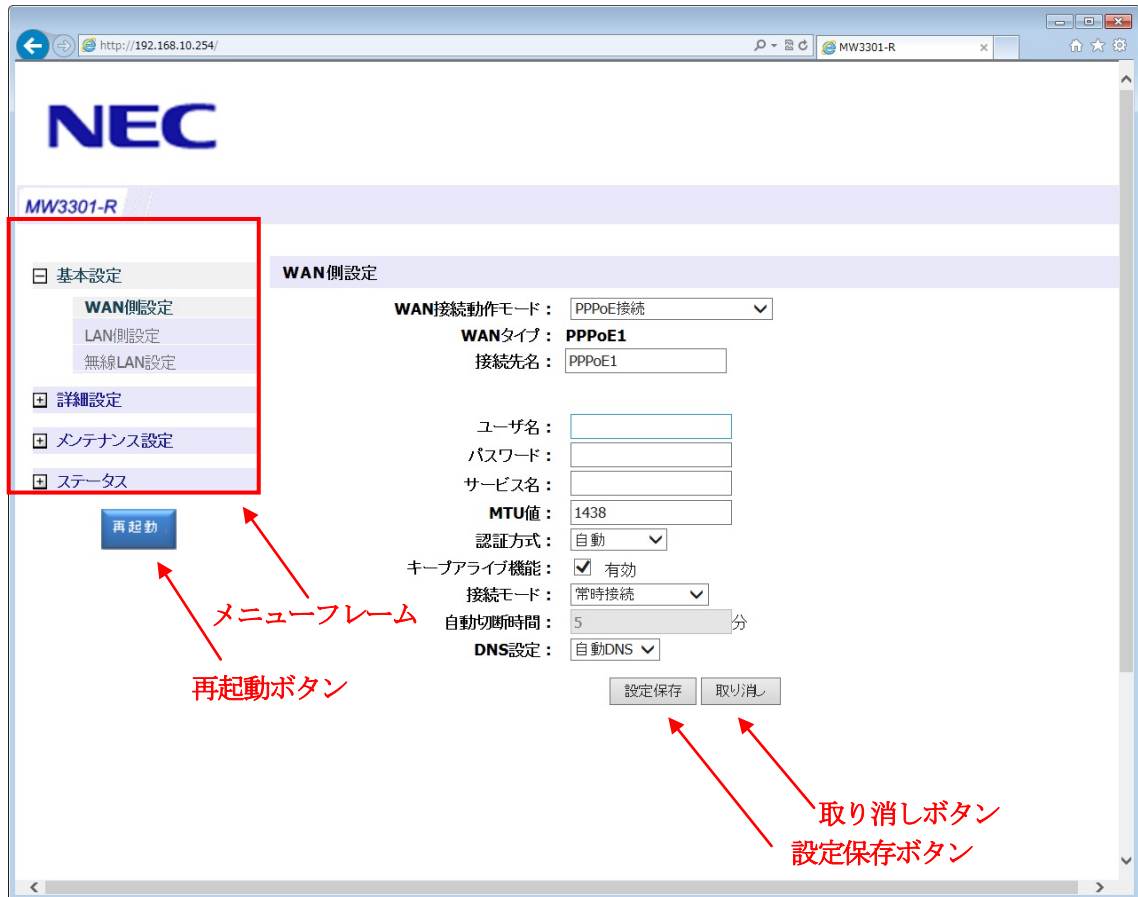 http://192.168.10.254/
MW3301-R
NEC
MW3301-R
基本設定
WAN側設定
LAN側設定
無線LAN設定
詳細設定
メンテナンス設定
ステータス
再起動
メニューフレーム
再起動ボタン
WAN側設定
WAN接続動作モード： PPPoE接続
WANタイプ： PPPoE1
接続先名： PPPoE1
ユーザ名：
パスワード：
サービス名：
MTU値： 1438
認証方式： 自動
キープアライブ機能： 有効
接続モード： 常時接続
自動切断時間： 5 分
DNS設定： 自動DNS
設定保存 取り消し
取り消しボタン
設定保存ボタン